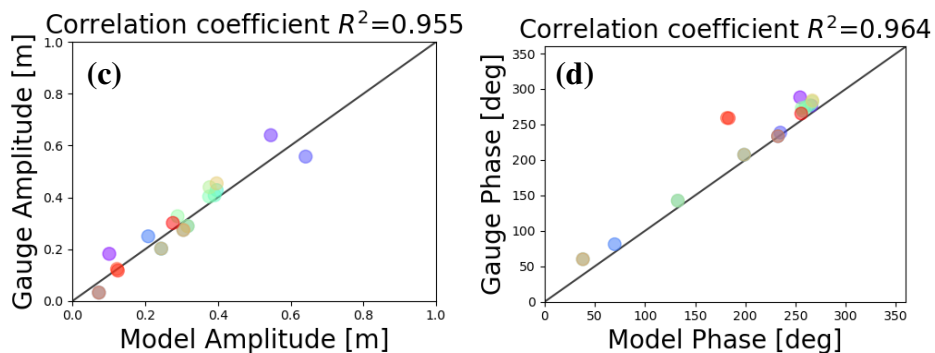 Correlation coefficient R²=0.955
(c)
Gauge Amplitude [m]
1.0
0.8
0.6
0.4
0.2
0.0
0.0 0.2 0.4 0.6 0.8 1.0
Model Amplitude [m]
Correlation coefficient R²=0.964
(d)
Gauge Phase [deg]
350
300
250
200
150
100
50
0
0 50 100 150 200 250 300 350
Model Phase [deg]